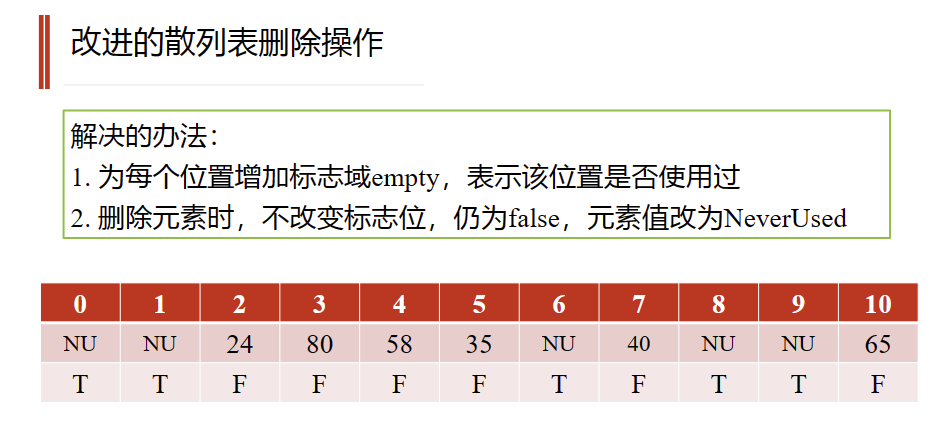 改进的散列表删除操作
解决的办法：
1. 为每个位置增加标志域empty，表示该位置是否使用过
2. 删除元素时，不改变标志位，仍为false，元素值改为NeverUsed
0 1 2 3 4 5 6 7 8 9 10
NU NU 24 80 58 35 NU 40 NU NU 65
T T F F F F T F T T F